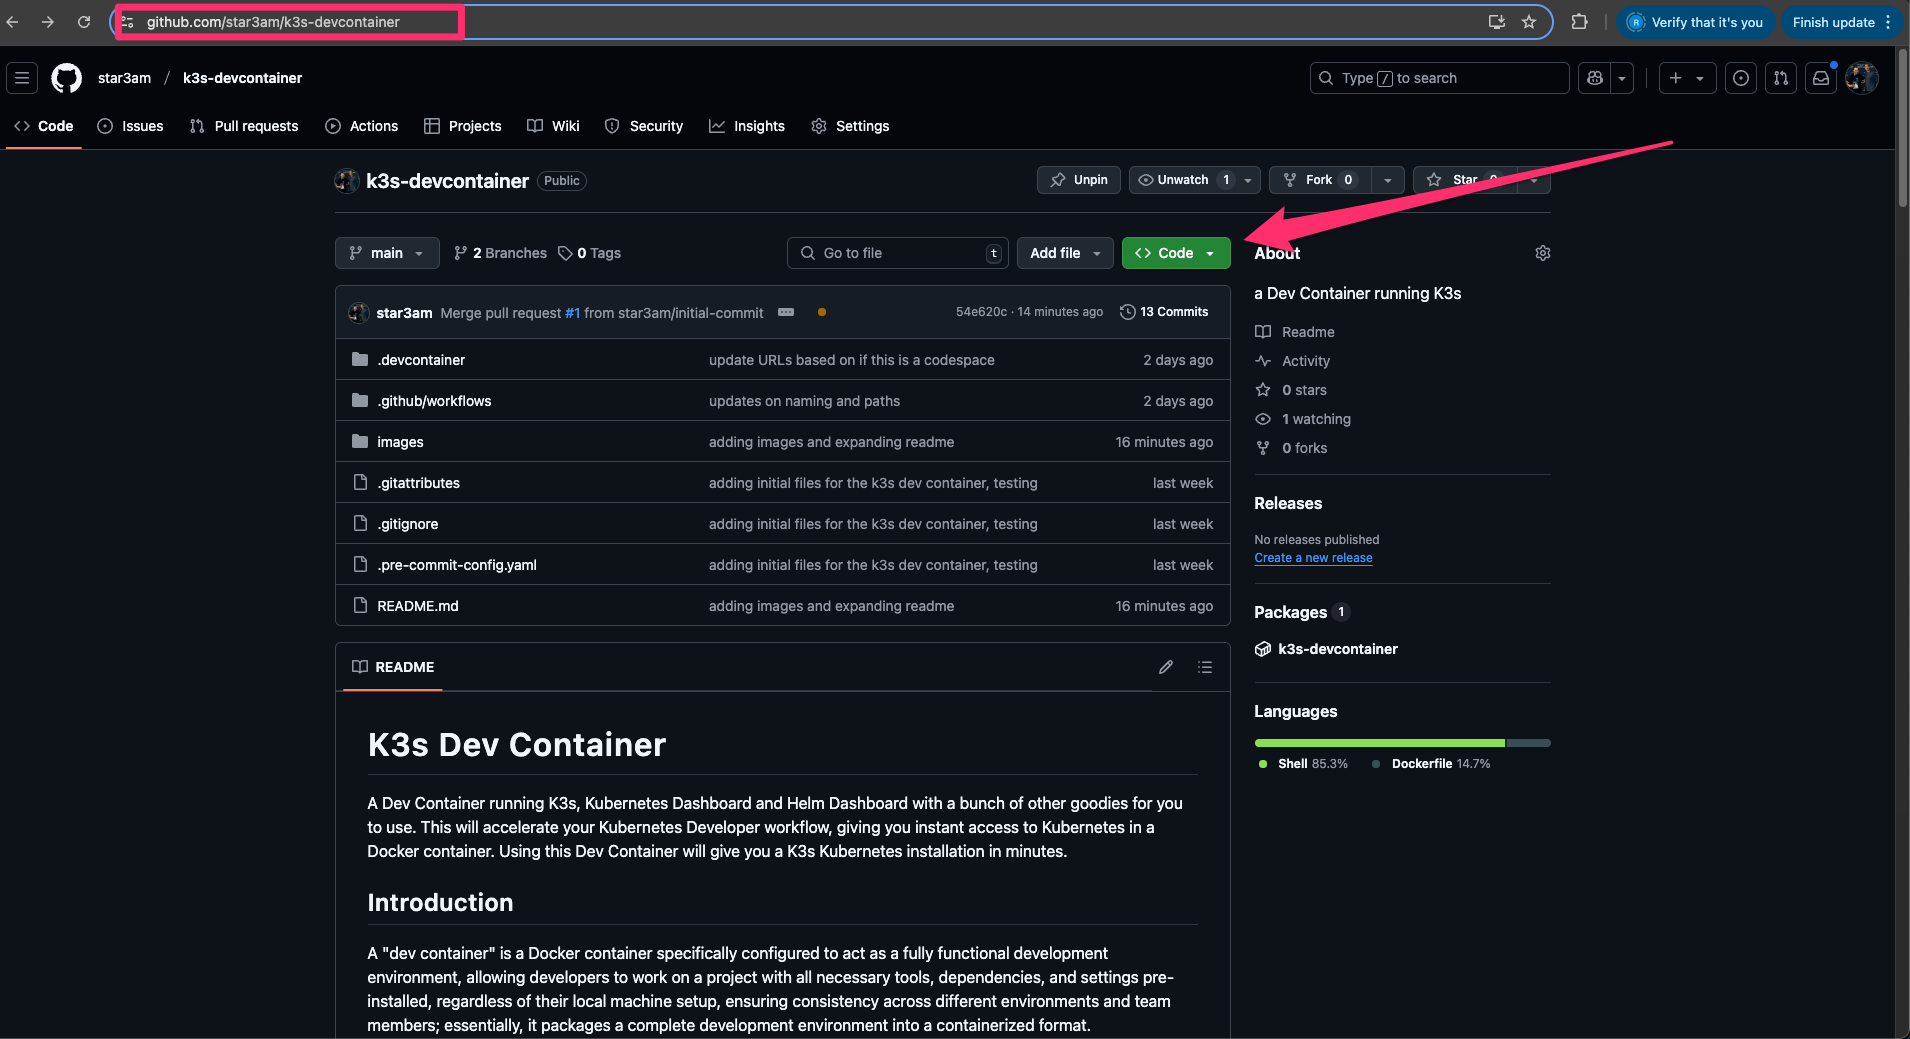 github.com/star3am/k3s-devcontainer
Verify that it's you
Finish update
star3am / k3s-devcontainer
Type / to search
Code
Issues
Pull requests
Actions
Projects
Wiki
Security
Insights
Settings
k3s-devcontainer Public
Unpin
Unwatch 1
Fork 0
Star
main
2 Branches
0 Tags
Go to file t
Add file
<> Code
star3am Merge pull request #1 from star3am/initial-commit
54e620c · 14 minutes ago
13 Commits
.devcontainer update URLs based on if this is a codespace 2 days ago
.github/workflows updates on naming and paths 2 days ago
images adding images and expanding readme 16 minutes ago
.gitattributes adding initial files for the k3s dev container, testing last week
.gitignore adding initial files for the k3s dev container, testing last week
.pre-commit-config.yaml adding initial files for the k3s dev container, testing last week
README.md adding images and expanding readme 16 minutes ago
README
K3s Dev Container
A Dev Container running K3s, Kubernetes Dashboard and Helm Dashboard with a bunch of other goodies for you
to use. This will accelerate your Kubernetes Developer workflow, giving you instant access to Kubernetes in a
Docker container. Using this Dev Container will give you a K3s Kubernetes installation in minutes.
Introduction
A "dev container" is a Docker container specifically configured to act as a fully functional development
environment, allowing developers to work on a project with all necessary tools, dependencies, and settings pre-
installed, regardless of their local machine setup, ensuring consistency across different environments and team
members; essentially, it packages a complete development environment into a containerized format.
About
a Dev Container running K3s
Readme
Activity
0 stars
1 watching
0 forks
Releases
No releases published
Create a new release
Packages 1
k3s-devcontainer
Languages
Shell 85.3% Dockerfile 14.7%